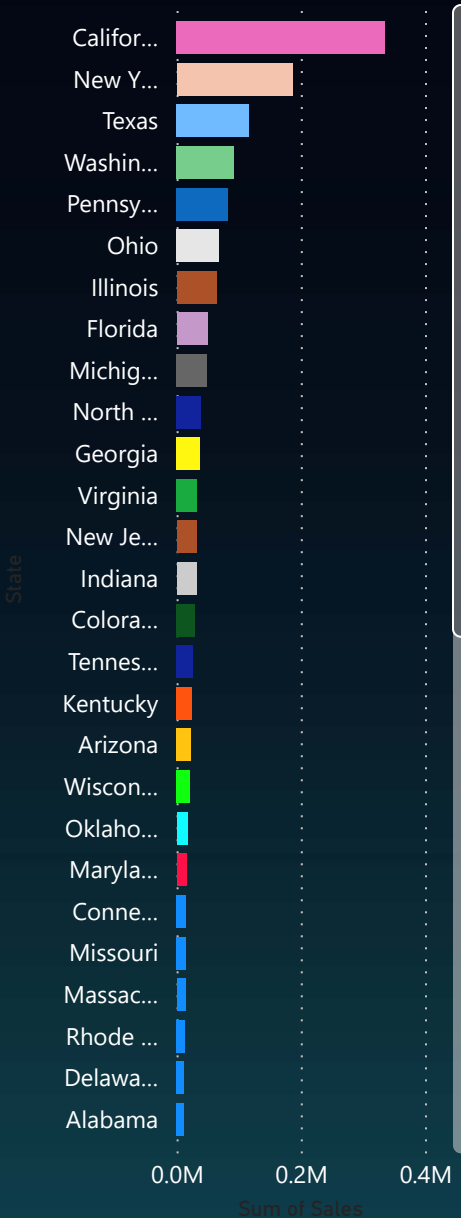 Califor...
New Y...
Texas
Washin...
Pennsy...
Ohio
Illinois
Florida
Michig...
North ...
Georgia
Virginia
New Je...
Indiana
Colora...
Tennes...
Kentucky
Arizona
Wiscon...
Oklaho...
Maryla...
Conne...
Missouri
Massac...
Rhode ...
Delawa...
Alabama
State
0.0M 0.2M 0.4M
Sum of Sales